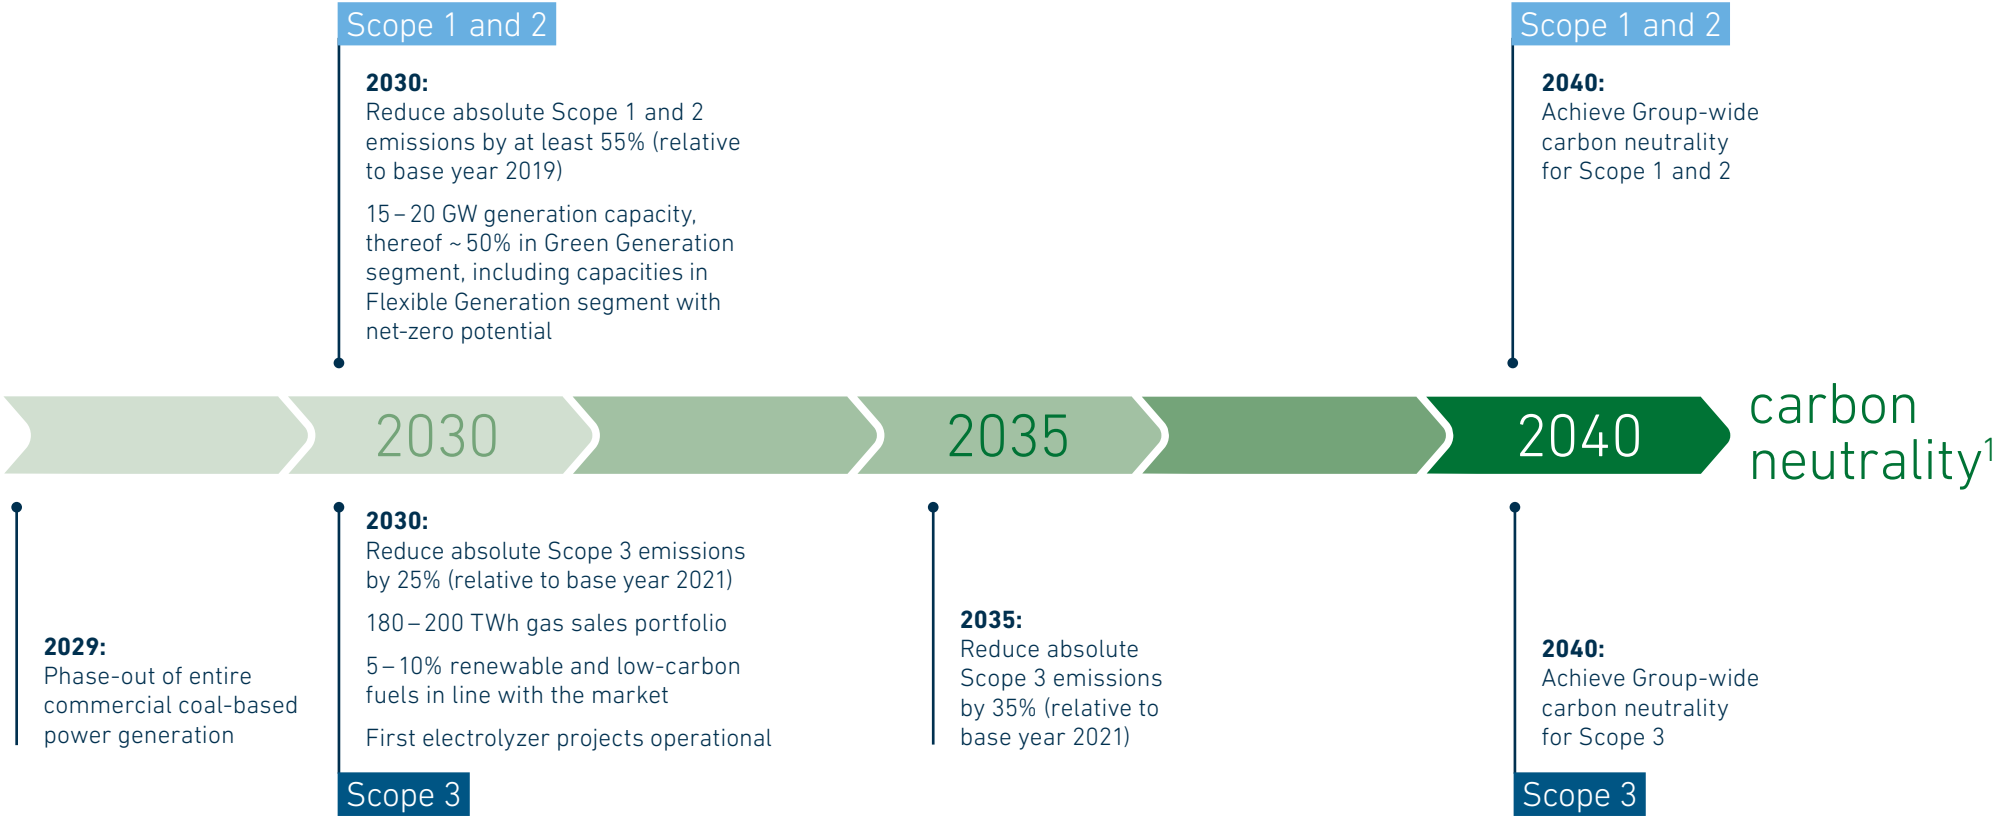 Scope 1 and 2
2030:
Reduce absolute Scope 1 and 2
emissions by at least 55% (relative
to base year 2019)
15 – 20 GW generation capacity,
thereof ~ 50% in Green Generation
segment, including capacities in
Flexible Generation segment with
net-zero potential
Scope 1 and 2
2040:
Achieve Group-wide
carbon neutrality
for Scope 1 and 2
2030
2035
2040
carbon
neutrality¹
2029:
Phase-out of entire
commercial coal-based
power generation
2030:
Reduce absolute Scope 3 emissions
by 25% (relative to base year 2021)
180 – 200 TWh gas sales portfolio
5 – 10% renewable and low-carbon
fuels in line with the market
First electrolyzer projects operational
Scope 3
2035:
Reduce absolute
Scope 3 emissions
by 35% (relative to
base year 2021)
2040:
Achieve Group-wide
carbon neutrality
for Scope 3
Scope 3